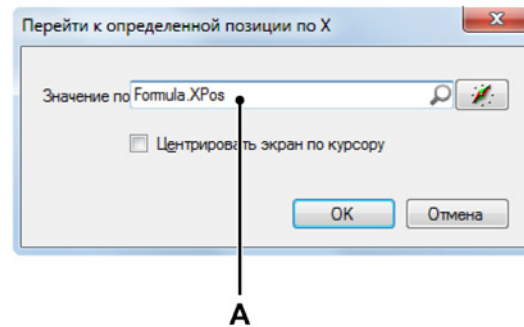 Перейти к определенной позиции по X
Значение по Formula.XPos
Центрировать экран по курсору
OK Отмена
A